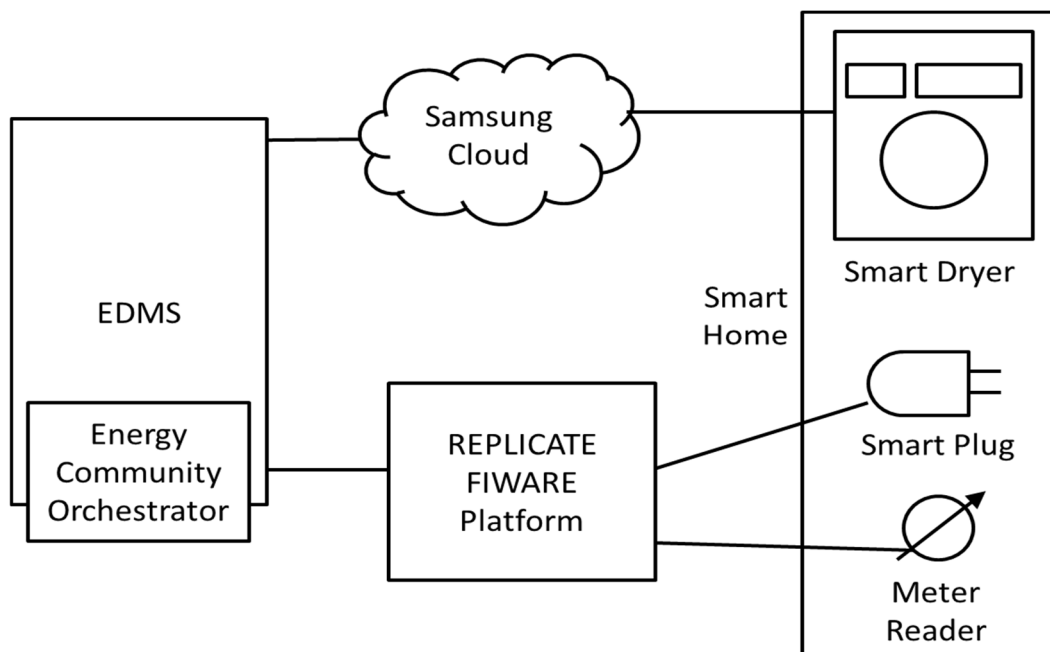 Samsung
Cloud
Smart Dryer
EDMS
Smart
Home
Energy
Community
Orchestrator
REPLICATE
FIWARE
Platform
Smart Plug
Meter
Reader